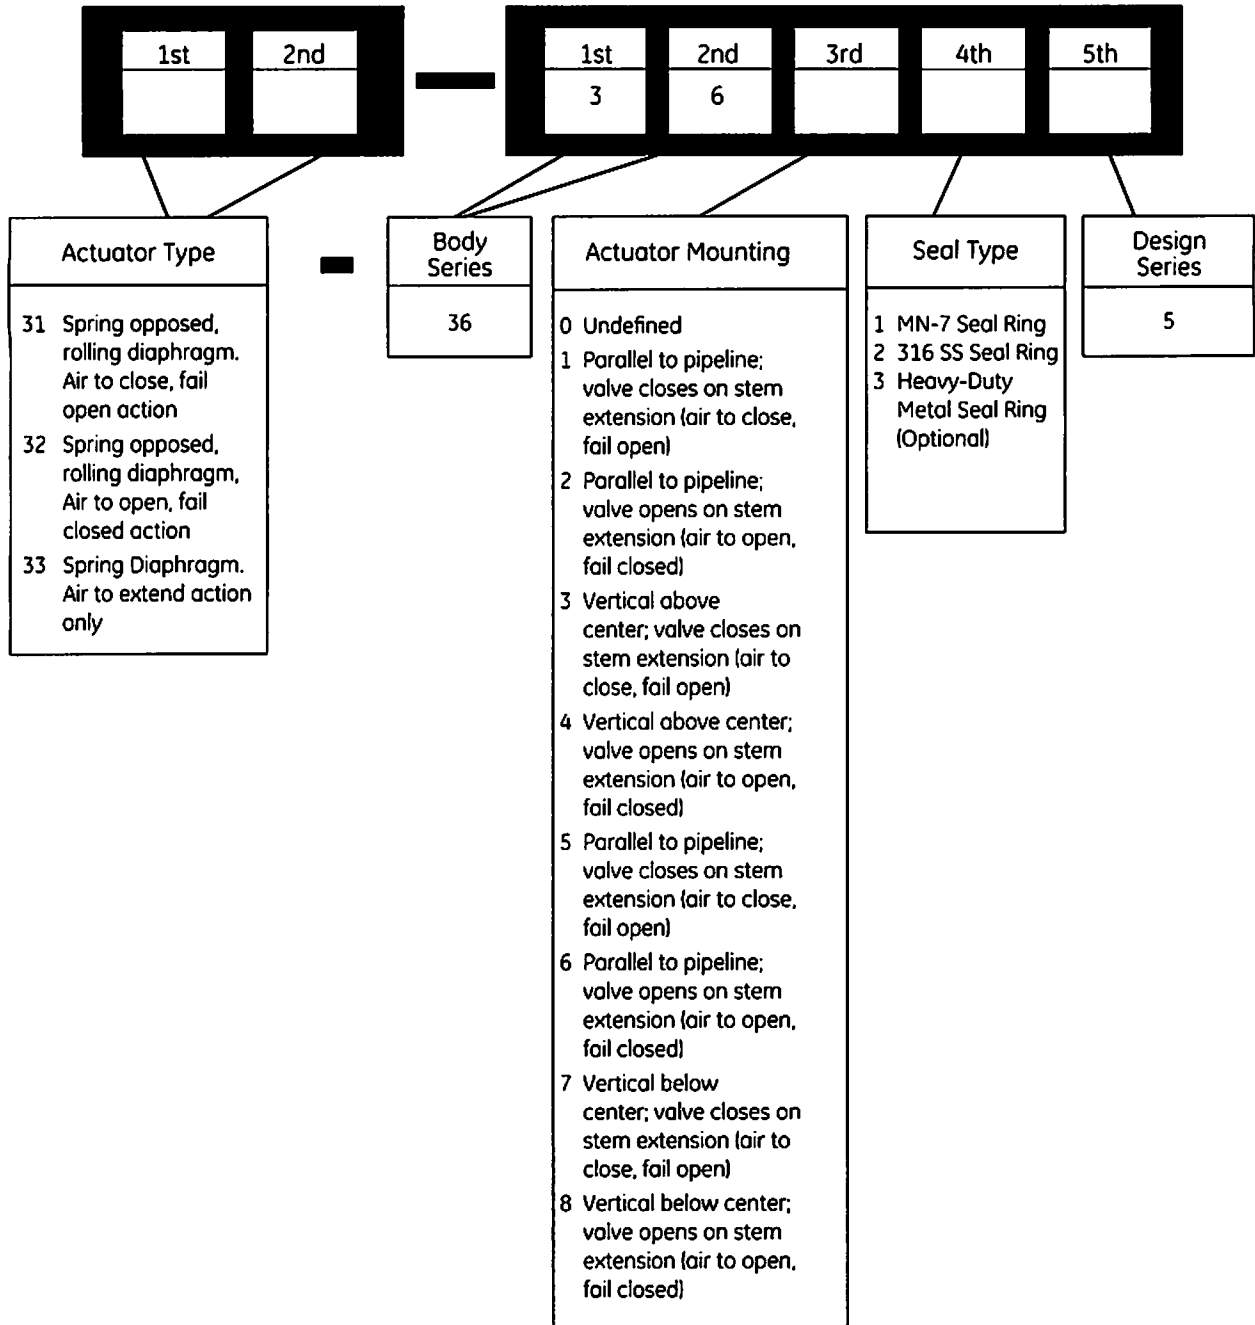 1st 2nd 1st 2nd 3rd 4th 5th
3 6
Actuator Type
31 Spring opposed,
rolling diaphragm.
Air to close, fail
open action
32 Spring opposed,
rolling diaphragm,
Air to open, fail
closed action
33 Spring Diaphragm.
Air to extend action
only
Body
Series
36
Actuator Mounting
0 Undefined
1 Parallel to pipeline;
valve closes on stem
extension (air to close,
fail open)
2 Parallel to pipeline;
valve opens on stem
extension (air to open,
fail closed)
3 Vertical above
center; valve closes on
stem extension (air to
close, fail open)
4 Vertical above center;
valve opens on stem
extension (air to open,
fail closed)
5 Parallel to pipeline;
valve closes on stem
extension (air to close,
fail open)
6 Parallel to pipeline;
valve opens on stem
extension (air to open,
fail closed)
7 Vertical below
center; valve closes on
stem extension (air to
close, fail open)
8 Vertical below center;
valve opens on stem
extension (air to open,
fail closed)
Seal Type
1 MN-7 Seal Ring
2 316 SS Seal Ring
3 Heavy-Duty
Metal Seal Ring
(Optional)
Design
Series
5